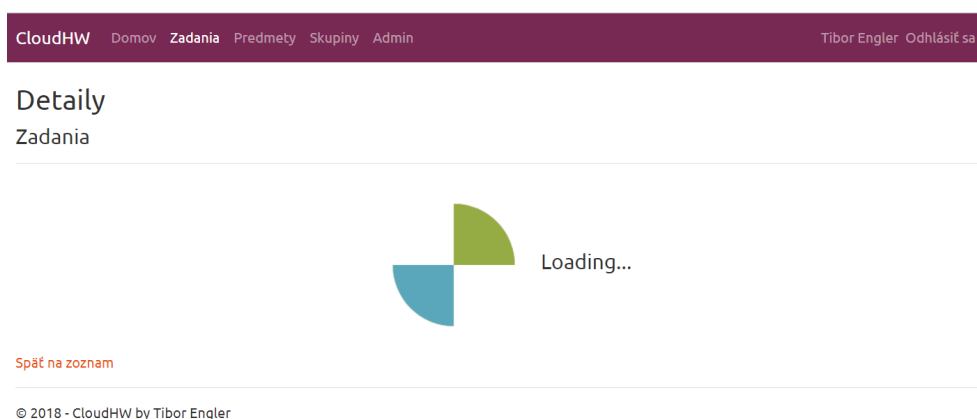 CloudHW Domov Zadania Predmety Skupiny Admin Tibor Engler Odhlásiť sa
Detaily
Zadania
Loading...
Späť na zoznam
© 2018 - CloudHW by Tibor Engler